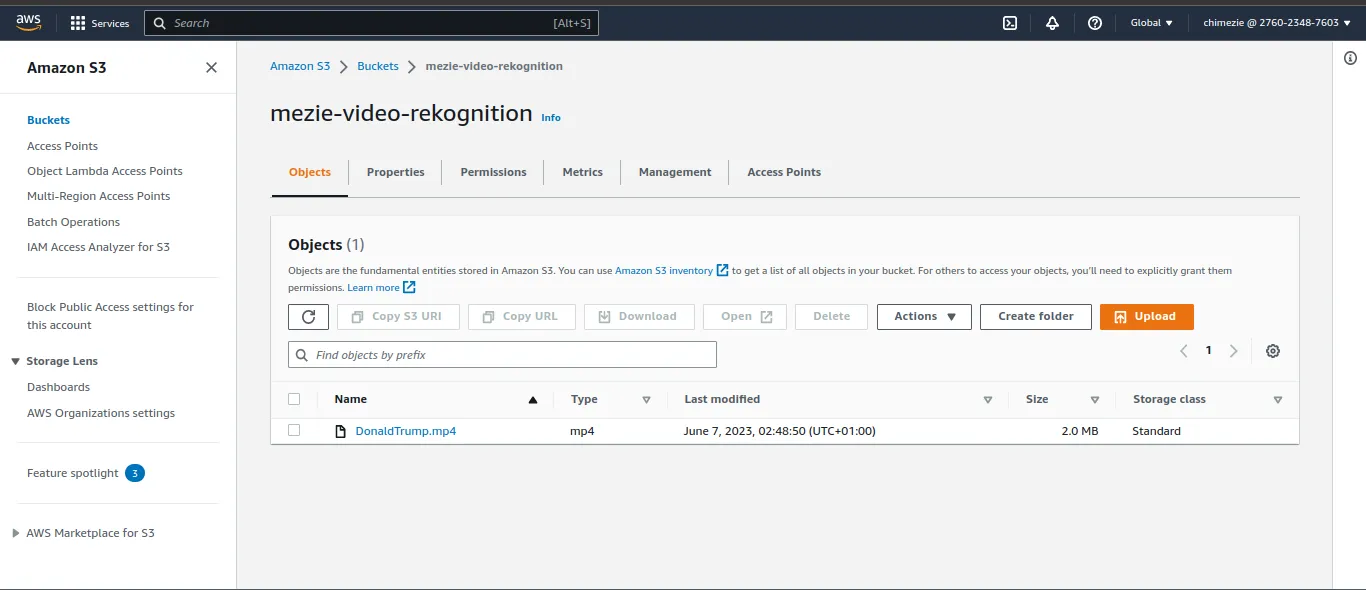 aws
Services
Search [Alt+S]
Global
chimezie @ 2760-2348-7603
Amazon S3
Buckets
Access Points
Object Lambda Access Points
Multi-Region Access Points
Batch Operations
IAM Access Analyzer for S3
Block Public Access settings for
this account
Storage Lens
Dashboards
AWS Organizations settings
Feature spotlight 3
AWS Marketplace for S3
Amazon S3 Buckets mezie-video-rekognition
mezie-video-rekognition Info
Objects Properties Permissions Metrics Management Access Points
Objects (1)
Objects are the fundamental entities stored in Amazon S3. You can use Amazon S3 inventory to get a list of all objects in your bucket. For others to access your objects, you'll need to explicitly grant them
permissions. Learn more
Copy S3 URI Copy URL Download Open Delete Actions Create folder Upload
Find objects by prefix
1
Name Type Last modified Size Storage class
DonaldTrump.mp4 mp4 June 7, 2023, 02:48:50 (UTC+01:00) 2.0 MB Standard